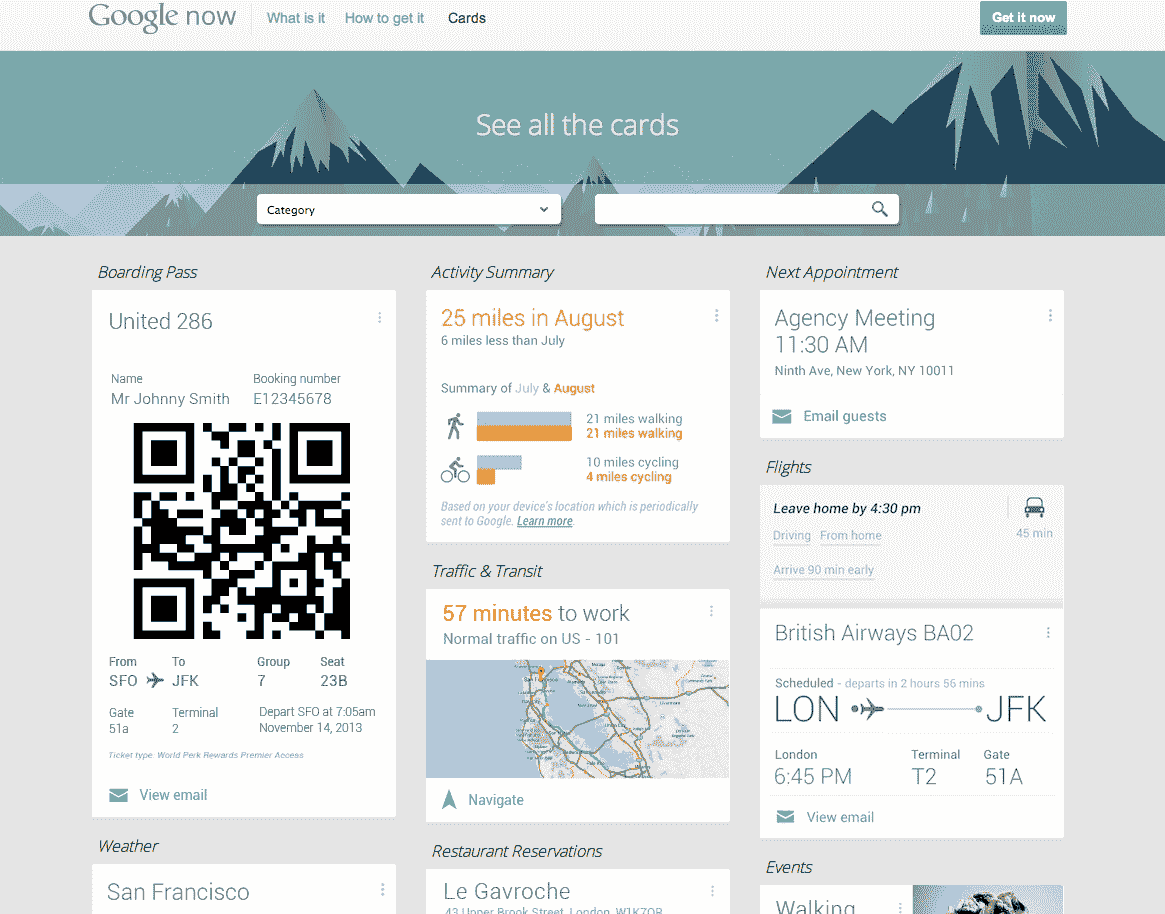 Google now
What is it
How to get it
Cards
Get it now
See all the cards
Category
Boarding Pass
United 286
Name
Booking number
Mr Johnny Smith
E12345678
From
To
Group
Seat
SFO
JFK
7
23B
Gate
Terminal
Depart SFO at 7:05am
51a
2
November 14, 2013
Ticket type World Perk Rewards Premier Access
View email
Weather
San Francisco
Activity Summary
25 miles in August
6 miles less than July
Summary of July & August
21 miles walking
21 miles walking
10 miles cycling
4 miles cycling
Based on your device's location which is periodically
sent to Google. Learn more.
Traffic & Transit
57 minutes to work
Normal traffic on US - 101
Navigate
Restaurant Reservations
Le Gavroche
43 Upper Brook Street, London, W1K7QR
Next Appointment
Agency Meeting
11:30 AM
Ninth Ave, New York, NY 10011
Email guests
Flights
Leave home by 4:30 pm
Driving From home
45 min
Arrive 90 min early
British Airways BA02
Scheduled - departs in 2 hours 56 mins
LON
JFK
London
Terminal
Gate
6:45 PM
T2
51A
View email
Events
Walking